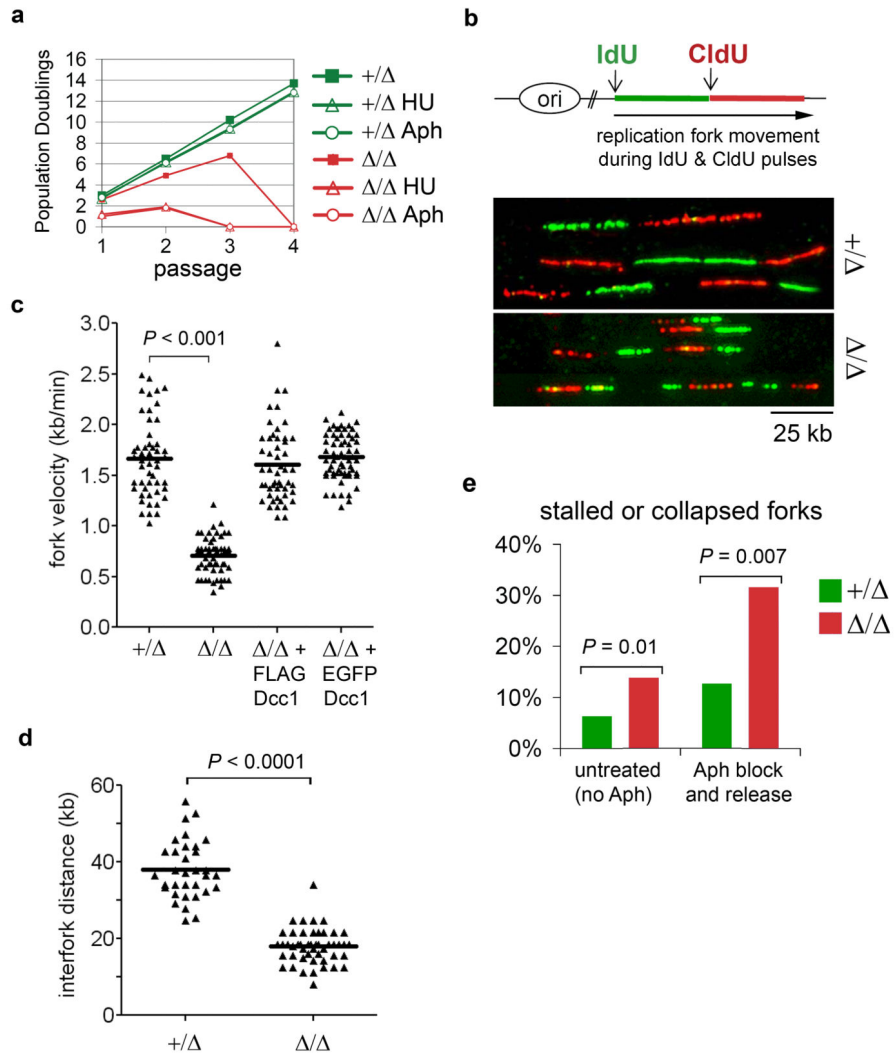 a
Population Doublings
16
14
12
10
8
6
4
2
0
1 2 3 4
passage
+/Δ
+/Δ HU
+/Δ Aph
Δ/Δ
Δ/Δ HU
Δ/Δ Aph
b
IdU CldU
ori
replication fork movement
during IdU & CldU pulses
+/Δ
Δ/Δ
25 kb
c
fork velocity (kb/min)
3.0
2.5
2.0
1.5
1.0
0.5
0.0
P < 0.001
+/Δ Δ/Δ Δ/Δ + Δ/Δ +
FLAG EGFP
Dcc1 Dcc1
d
interfork distance (kb)
60
40
20
0
P < 0.0001
+/Δ Δ/Δ
e
stalled or collapsed forks
40%
30%
20%
10%
0%
P = 0.01
P = 0.007
+/Δ
Δ/Δ
untreated Aph block
(no Aph) and release